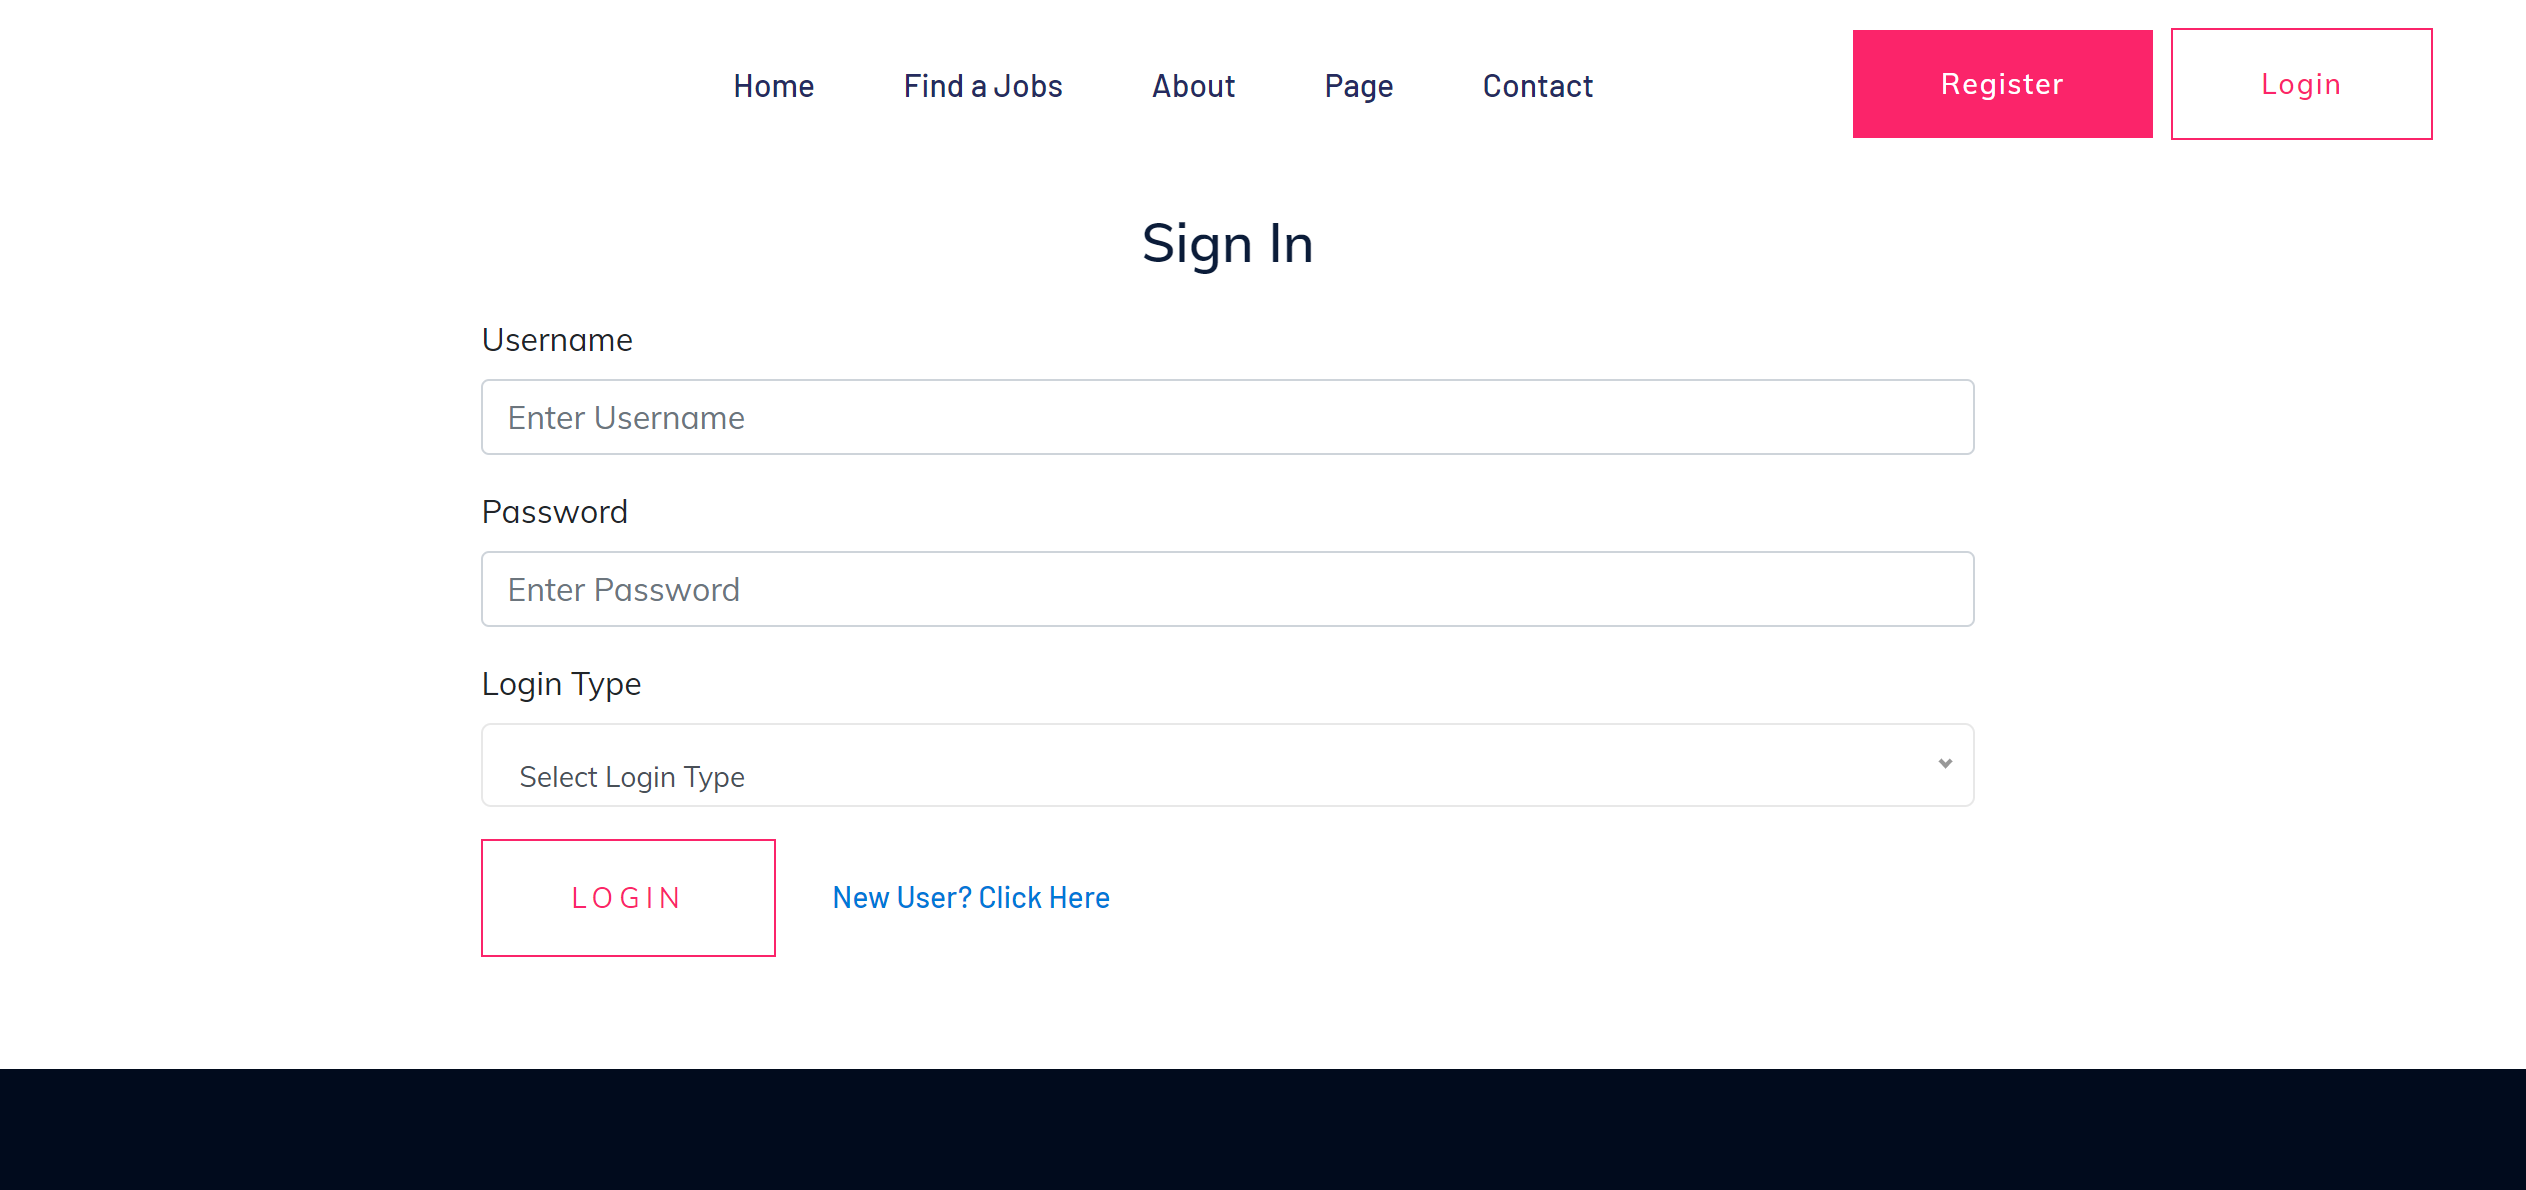 Home Find a Jobs About Page Contact Register Login
Sign In
Username
Enter Username
Password
Enter Password
Login Type
Select Login Type
LOGIN New User? Click Here